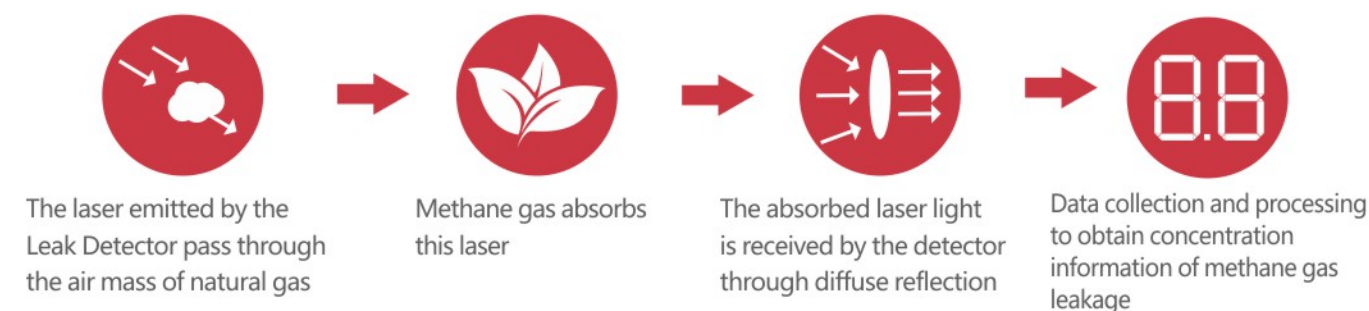 8.8
The laser emitted by the
Leak Detector pass through
the air mass of natural gas
Methane gas absorbs
this laser
The absorbed laser light
is received by the detector
through diffuse reflection
Data collection and processing
to obtain concentration
information of methane gas
leakage